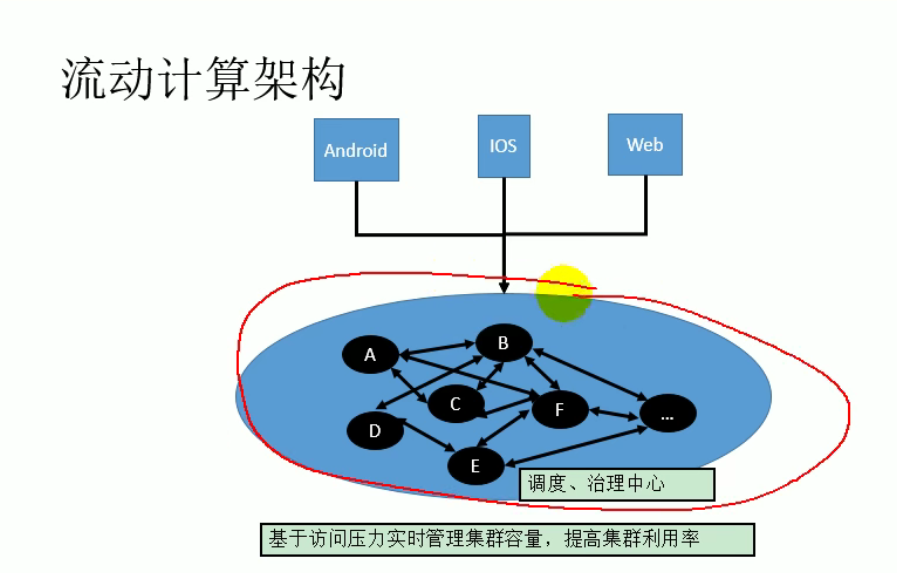 流动计算架构
Android
IOS
Web
A
B
C
D
F
...
E
调度、治理中心
基于访问压力实时管理集群容量，提高集群利用率